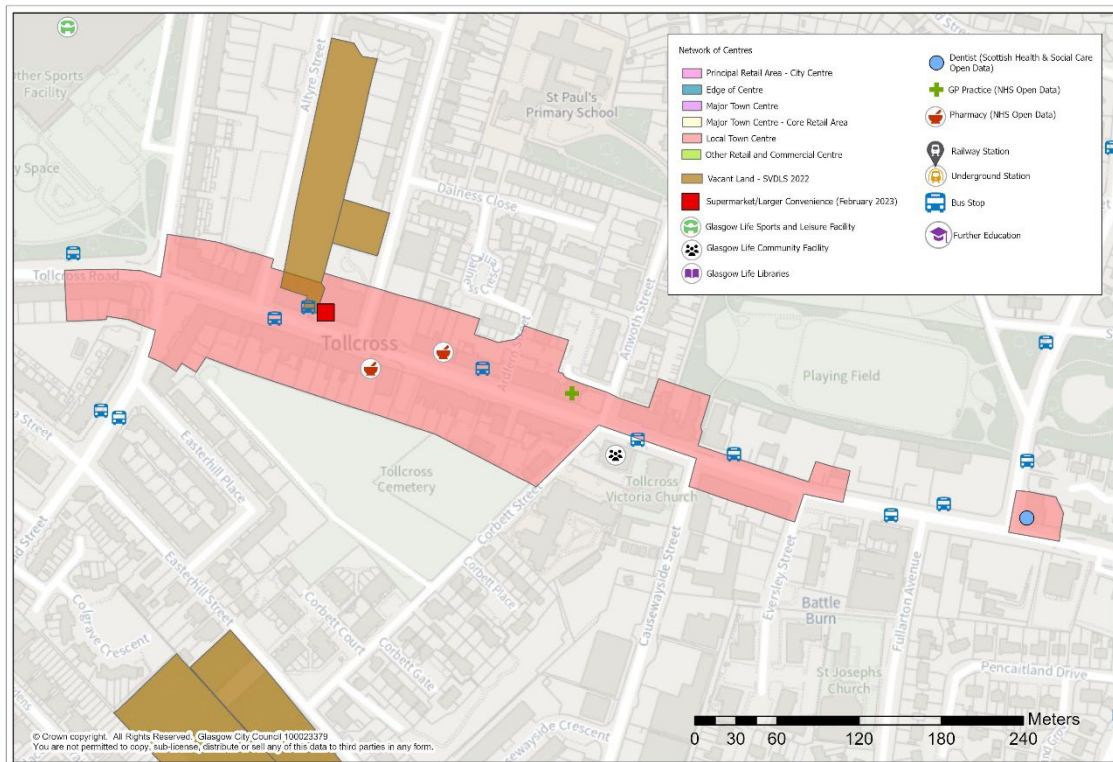 Network of Centres
Principal Retail Area - City Centre
Edge of Centre
Major Town Centre
Major Town Centre - Core Retail Area
Local Town Centre
Other Retail and Commercial Centre
Vacant Land - SVDLS 2022
Supermarket/Larger Convenience (February 2023)
Glasgow Life Sports and Leisure Facility
Glasgow Life Community Facility
Glasgow Life Libraries
Dentist (Scottish Health & Social Care
Open Data)
GP Practice (NHS Open Data)
Pharmacy (NHS Open Data)
Railway Station
Underground Station
Bus Stop
Further Education
Other Sports
Facility
Altyre Street
St Paul's
Primary School
Dalness Close
Tollcross Road
Tollcross
Anwoth Street
Playing Field
Tollcross
Cemetery
Easterhill Place
Corbett Street
Tollcross
Victoria Church
Easterhill Street
Corbett Place
Corbett Court
Corbett Gate
Colgrave Crescent
Causewayside Street
Eversley Street
Battle
Burn
Fullarton Avenue
St Josephs
Church
Pencaitland Drive
Meters
0 30 60 120 180 240
© Crown copyright. All Rights Reserved. Glasgow City Council 100023379
You are not permitted to copy, sub-license, distribute or sell any of this data to third parties in any form.